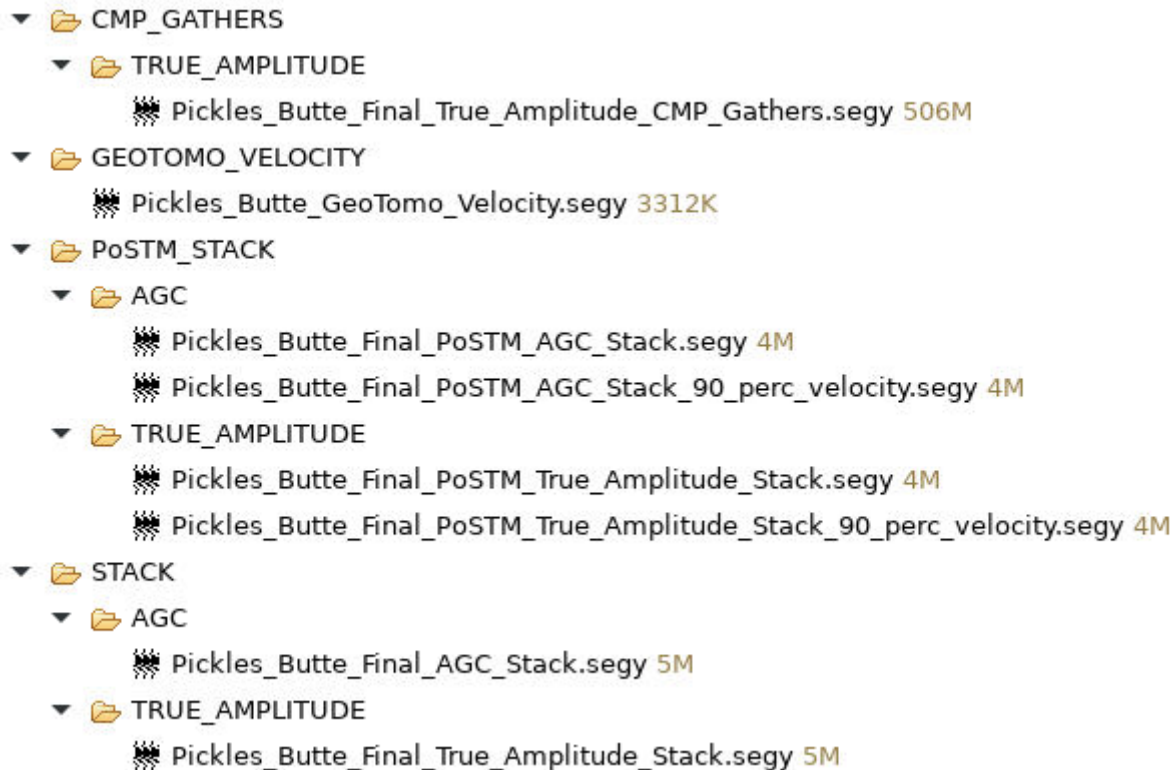 CMP_GATHERS
TRUE_AMPLITUDE
Pickles_Butte_Final_True_Amplitude_CMP_Gathers.segy 506M
GEOTOMO_VELOCITY
Pickles_Butte_GeoTomo_Velocity.segy 3312K
PoSTM_STACK
AGC
Pickles_Butte_Final_PoSTM_AGC_Stack.segy 4M
Pickles_Butte_Final_PoSTM_AGC_Stack_90_perc_velocity.segy 4M
TRUE_AMPLITUDE
Pickles_Butte_Final_PoSTM_True_Amplitude_Stack.segy 4M
Pickles_Butte_Final_PoSTM_True_Amplitude_Stack_90_perc_velocity.segy 4M
STACK
AGC
Pickles_Butte_Final_AGC_Stack.segy 5M
TRUE_AMPLITUDE
Pickles_Butte_Final_True_Amplitude_Stack.segy 5M